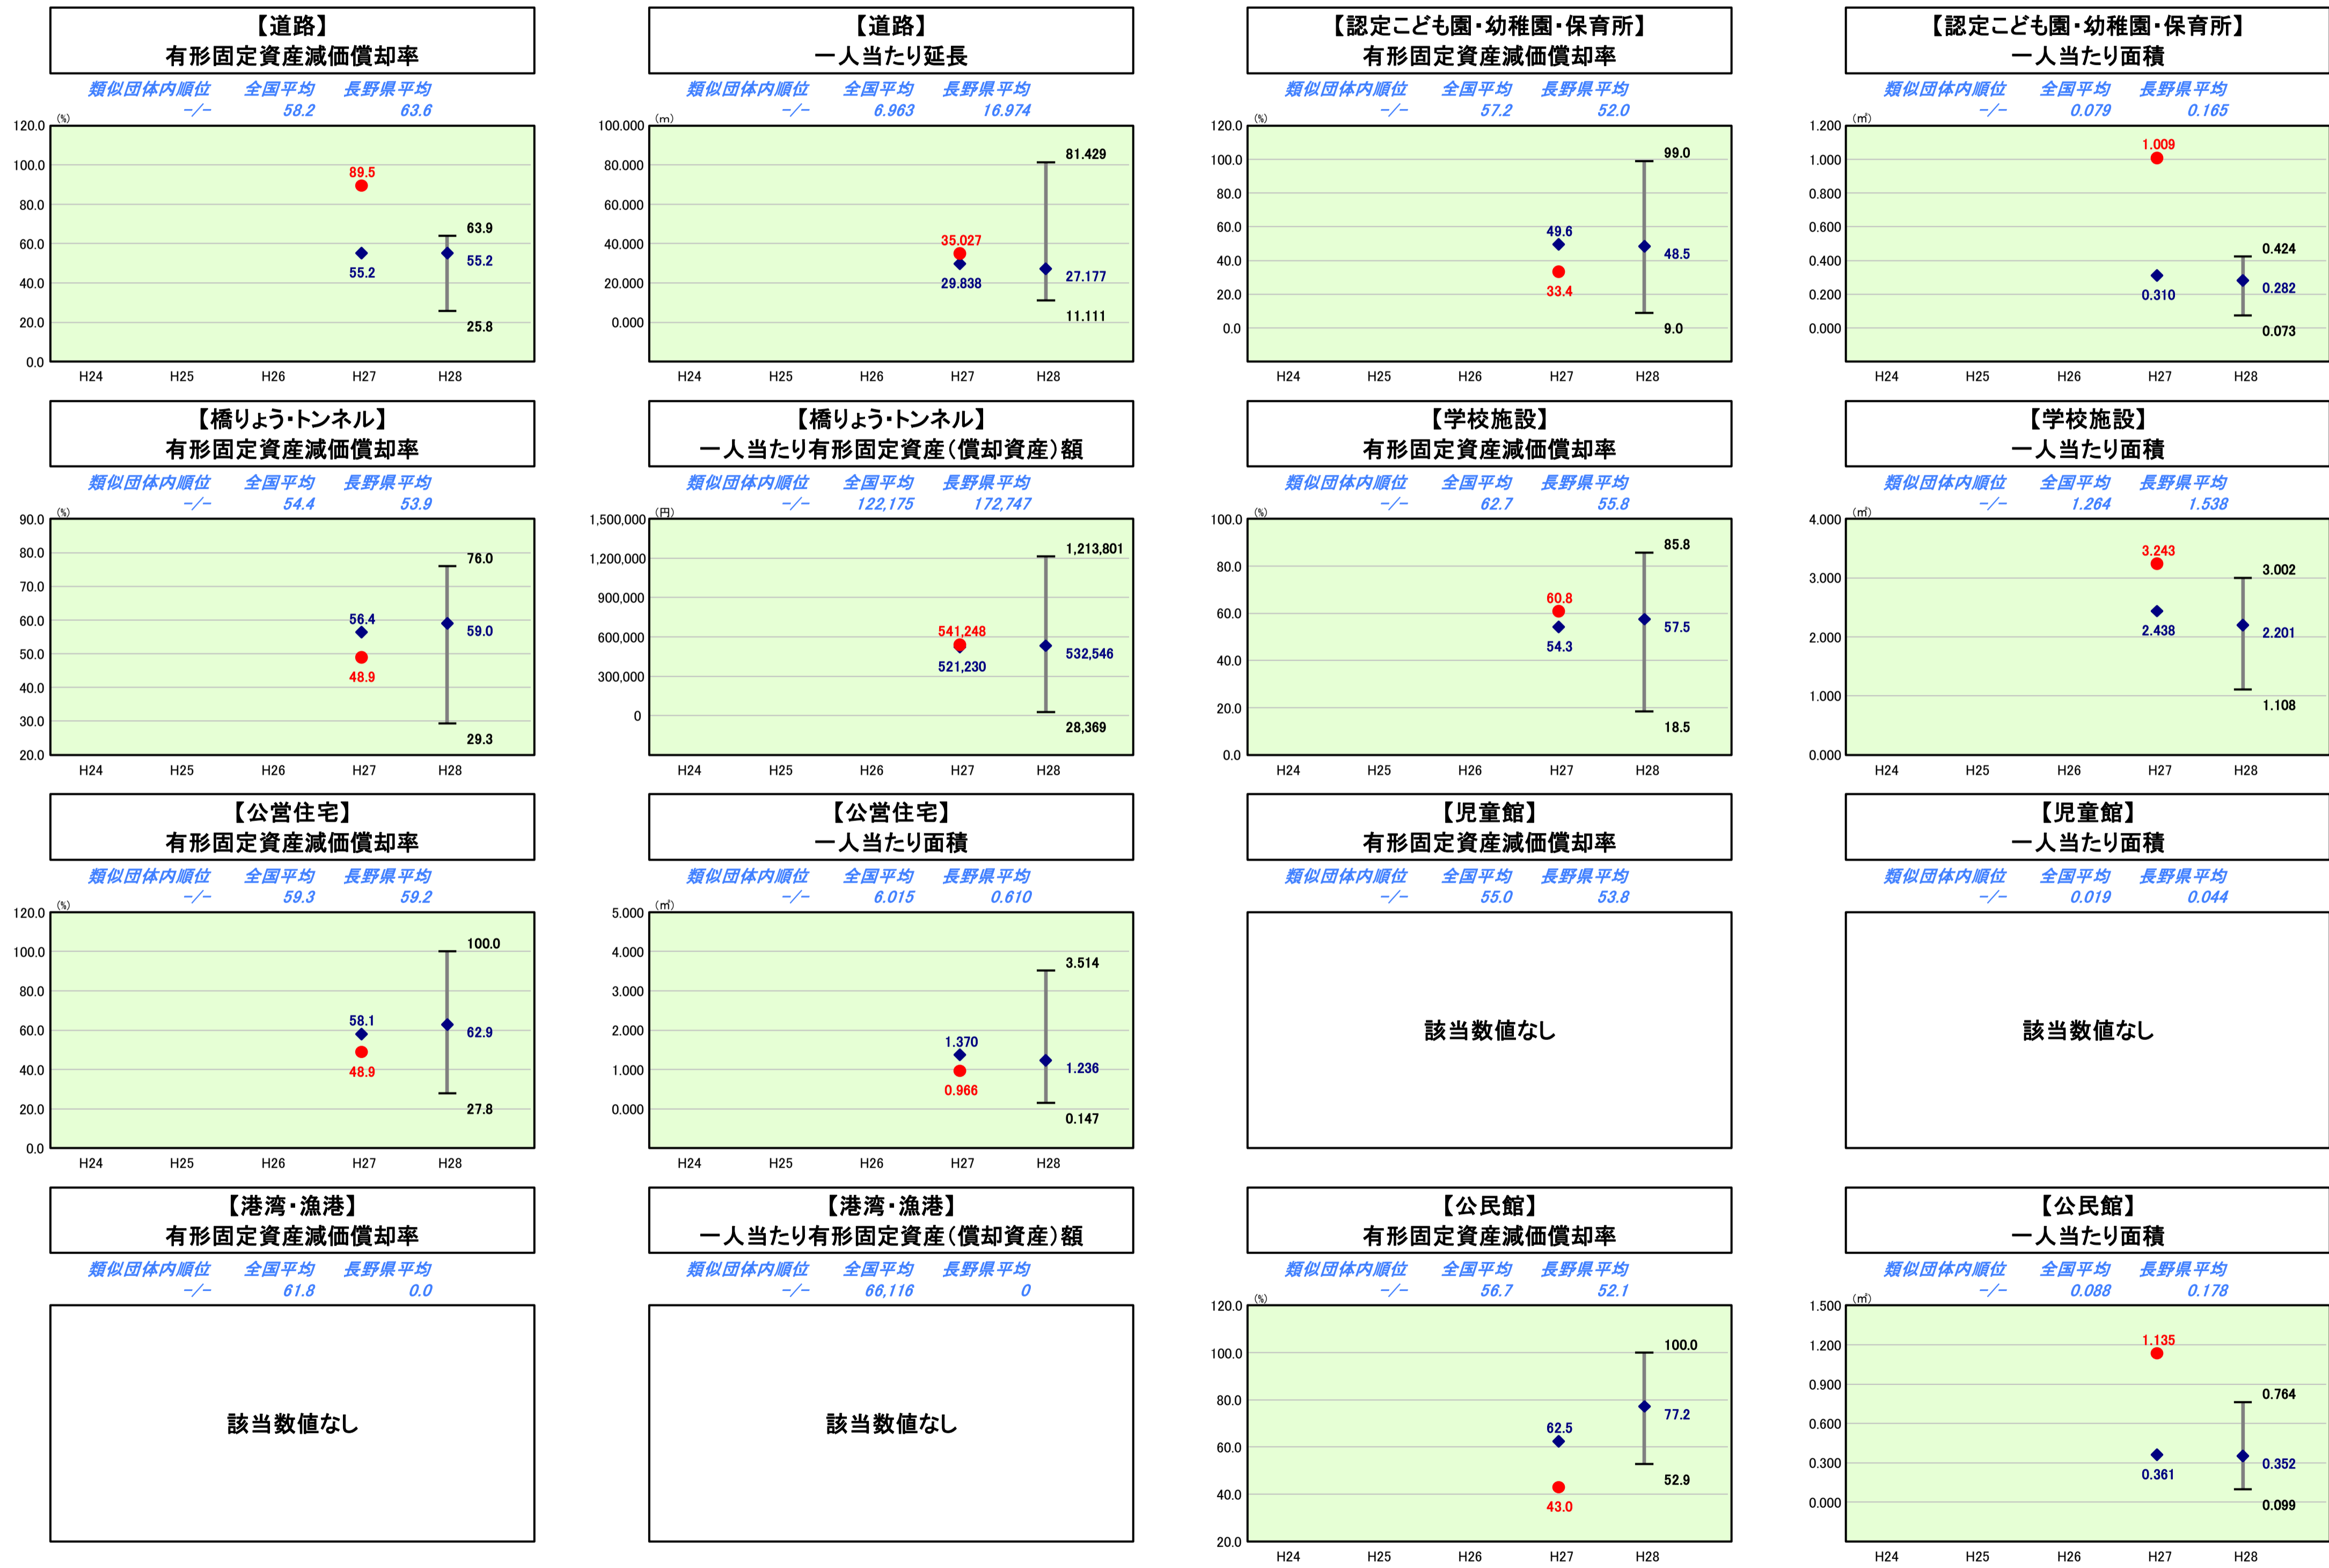 【道路】
有形固定資産減価償却率
類似団体内順位 全国平均 長野県平均
-/- 58.2 63.6
(%)
120.0
100.0
80.0
60.0
40.0
20.0
0.0
89.5
55.2
63.9
55.2
25.8
H24 H25 H26 H27 H28
【道路】
一人当たり延長
類似団体内順位 全国平均 長野県平均
-/- 6.963 16.974
(m)
100.000
80.000
60.000
40.000
20.000
0.000
35.027
29.838
81.429
27.177
11.111
H24 H25 H26 H27 H28
【認定こども園・幼稚園・保育所】
有形固定資産減価償却率
類似団体内順位 全国平均 長野県平均
-/- 57.2 52.0
(%)
120.0
100.0
80.0
60.0
40.0
20.0
0.0
49.6
33.4
99.0
48.5
9.0
H24 H25 H26 H27 H28
【認定こども園・幼稚園・保育所】
一人当たり面積
類似団体内順位 全国平均 長野県平均
-/- 0.079 0.165
(㎡)
1.200
1.000
0.800
0.600
0.400
0.200
0.000
1.009
0.310
0.424
0.282
0.073
H24 H25 H26 H27 H28
【橋りょう・トンネル】
有形固定資産減価償却率
類似団体内順位 全国平均 長野県平均
-/- 54.4 53.9
(%)
90.0
80.0
70.0
60.0
50.0
40.0
30.0
20.0
56.4
48.9
76.0
59.0
29.3
H24 H25 H26 H27 H28
【橋りょう・トンネル】
一人当たり有形固定資産（償却資産）額
類似団体内順位 全国平均 長野県平均
-/- 122,175 172,747
(円)
1,500,000
1,200,000
900,000
600,000
300,000
0
541,248
521,230
1,213,801
532,546
28,369
H24 H25 H26 H27 H28
【学校施設】
有形固定資産減価償却率
類似団体内順位 全国平均 長野県平均
-/- 62.7 55.8
(%)
100.0
80.0
60.0
40.0
20.0
0.0
60.8
54.3
85.8
57.5
18.5
H24 H25 H26 H27 H28
【学校施設】
一人当たり面積
類似団体内順位 全国平均 長野県平均
-/- 1.264 1.538
(㎡)
4.000
3.000
2.000
1.000
0.000
3.243
2.438
3.002
2.201
1.108
H24 H25 H26 H27 H28
【公営住宅】
有形固定資産減価償却率
類似団体内順位 全国平均 長野県平均
-/- 59.3 59.2
(%)
120.0
100.0
80.0
60.0
40.0
20.0
0.0
58.1
48.9
100.0
62.9
27.8
H24 H25 H26 H27 H28
【公営住宅】
一人当たり面積
類似団体内順位 全国平均 長野県平均
-/- 6.015 0.610
(㎡)
5.000
4.000
3.000
2.000
1.000
0.000
1.370
0.966
3.514
1.236
0.147
H24 H25 H26 H27 H28
【児童館】
有形固定資産減価償却率
類似団体内順位 全国平均 長野県平均
-/- 55.0 53.8
該当数値なし
【児童館】
一人当たり面積
類似団体内順位 全国平均 長野県平均
-/- 0.019 0.044
該当数値なし
【港湾・漁港】
有形固定資産減価償却率
類似団体内順位 全国平均 長野県平均
-/- 61.8 0.0
該当数値なし
【港湾・漁港】
一人当たり有形固定資産（償却資産）額
類似団体内順位 全国平均 長野県平均
-/- 66,116 0
該当数値なし
【公民館】
有形固定資産減価償却率
類似団体内順位 全国平均 長野県平均
-/- 56.7 52.1
(%)
120.0
100.0
80.0
60.0
40.0
20.0
62.5
43.0
100.0
77.2
52.9
H24 H25 H26 H27 H28
【公民館】
一人当たり面積
類似団体内順位 全国平均 長野県平均
-/- 0.088 0.178
(㎡)
1.500
1.200
0.900
0.600
0.300
0.000
1.135
0.361
0.764
0.352
0.099
H24 H25 H26 H27 H28